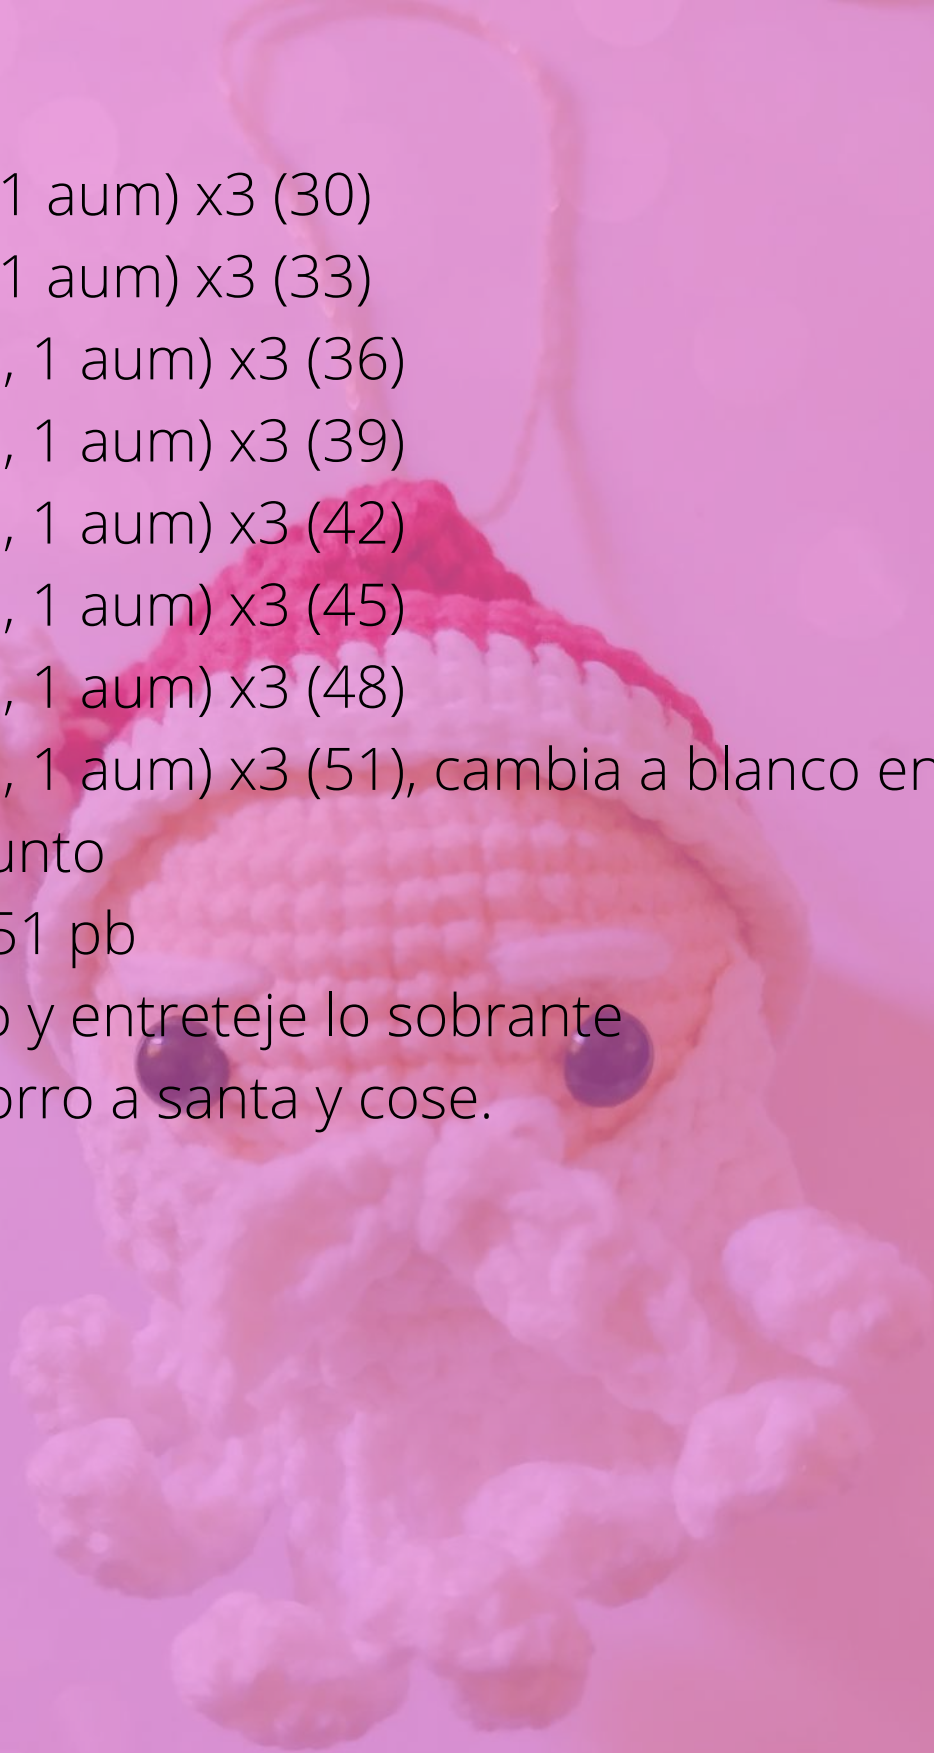 1 aum) x3 (30)
1 aum) x3 (33)
, 1 aum) x3 (36)
, 1 aum) x3 (39)
, 1 aum) x3 (42)
, 1 aum) x3 (45)
, 1 aum) x3 (48)
, 1 aum) x3 (51), cambia a blanco en
unto
51 pb
o y entreteje lo sobrante
orro a santa y cose.